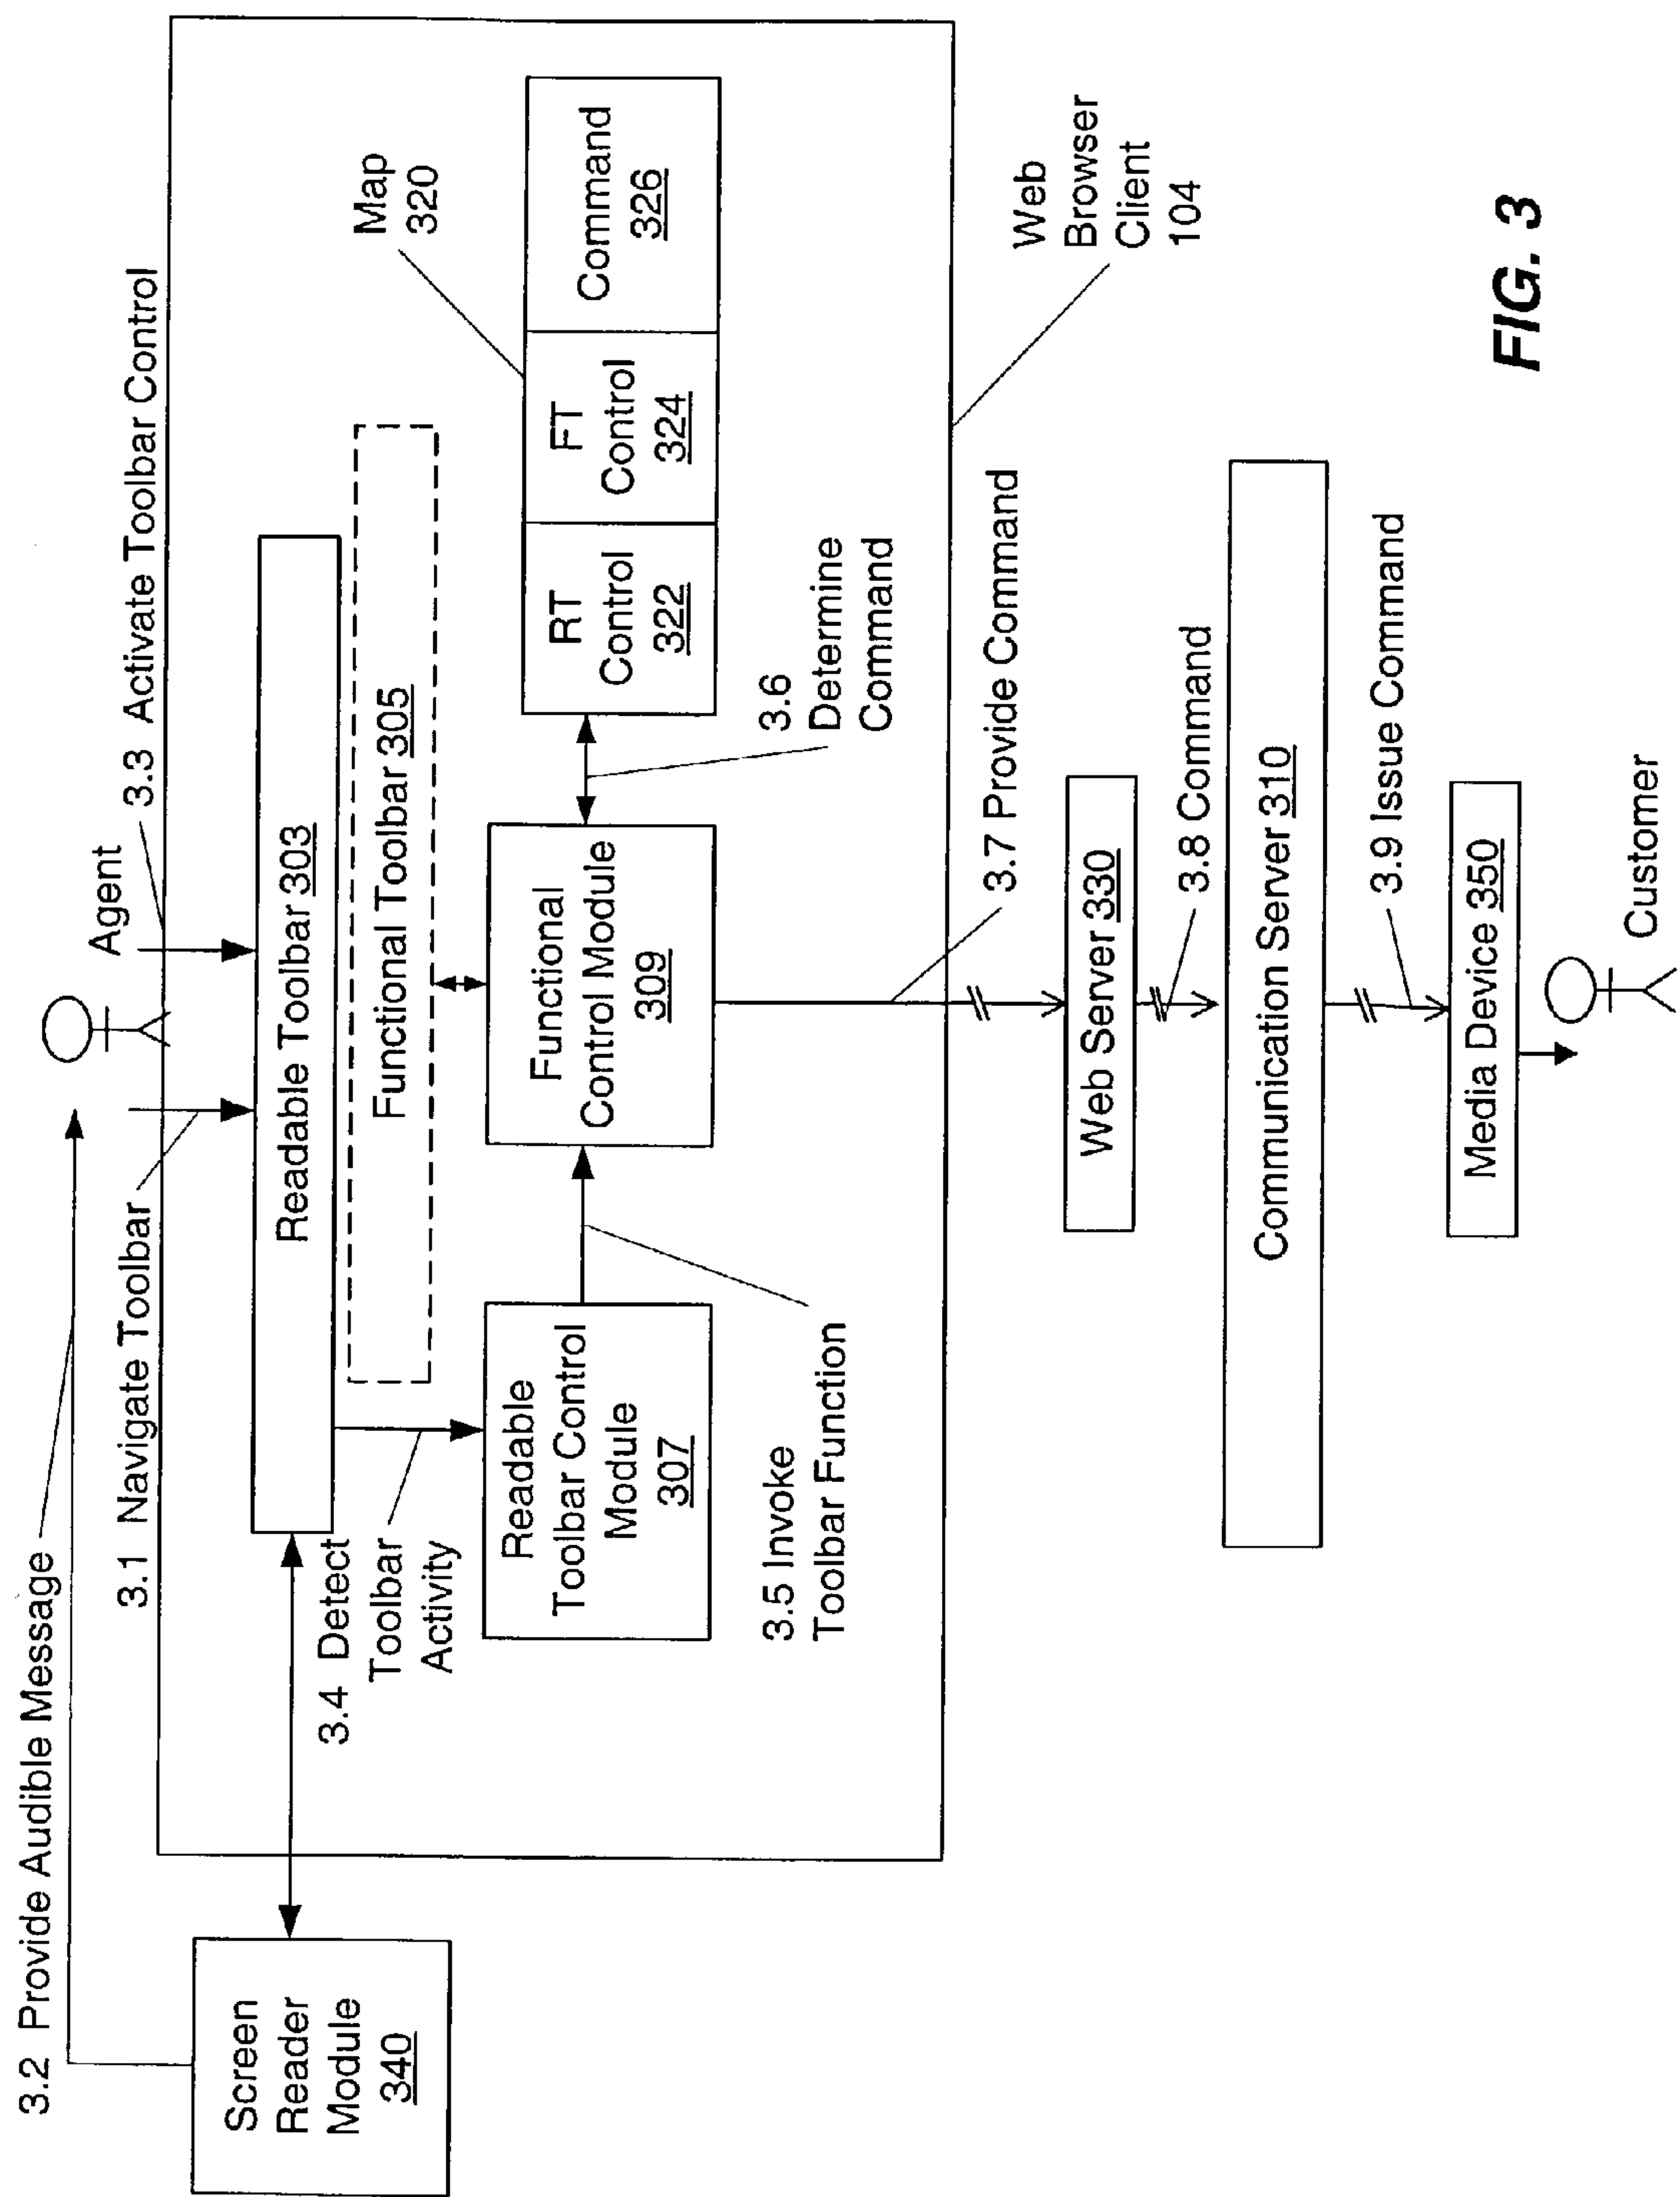 3.2 Provide Audible Message
Agent
3.1 Navigate Toolbar
3.3 Activate Toolbar Control
Screen
Reader
Module
340
Readable Toolbar 303
3.4 Detect
Toolbar
Activity
Functional Toolbar 305
Map
320
Readable
Toolbar Control
Module
307
Functional
Control Module
309
RT
Control
322
FT
Control
324
Command
326
3.5 Invoke
Toolbar Function
3.6
Determine
Command
3.7 Provide Command
Web
Browser
Client
104
Web Server 330
3.8 Command
Communication Server 310
3.9 Issue Command
Media Device 350
Customer
FIG. 3